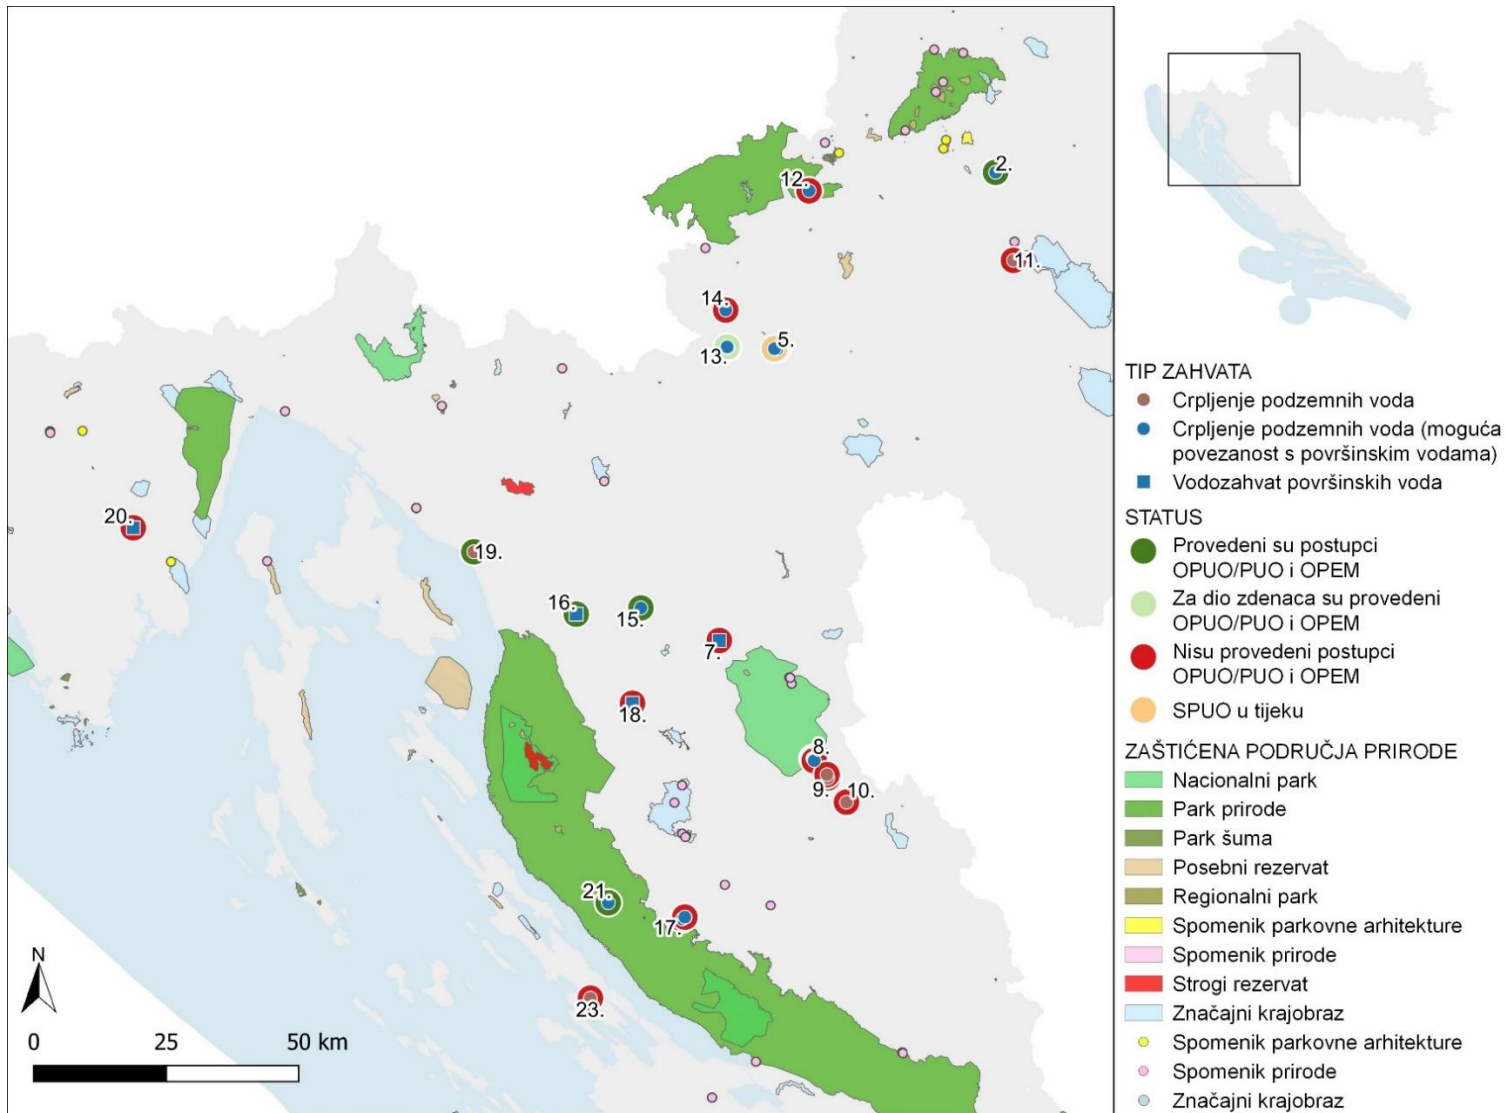 2.
12.
11.
14.
13.
5.
20.
19.
16.
15.
7.
18.
8.
9.
10.
21.
17.
23.
N
0
25
50 km
TIP ZAHVATA
Crpljenje podzemnih voda
Crpljenje podzemnih voda (moguća
povezanost s površinskim vodama)
Vodozahvat površinskih voda
STATUS
Provedeni su postupci
OPUO/PUO i OPEM
Za dio zdenaca su provedeni
OPUO/PUO i OPEM
Nisu provedeni postupci
OPUO/PUO i OPEM
SPUO u tijeku
ZAŠTIĆENA PODRUČJA PRIRODE
Nacionalni park
Park prirode
Park šuma
Posebni rezervat
Regionalni park
Spomenik parkovne arhitekture
Spomenik prirode
Strogi rezervat
Značajni krajobraz
Spomenik parkovne arhitekture
Spomenik prirode
Značajni krajobraz